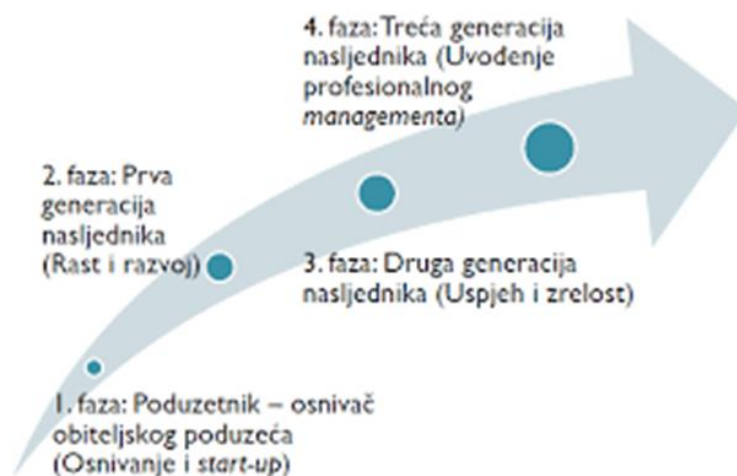 4. faza: Treća generacija
nasljednika (Uvođenje
profesionalnog
managementa)
2. faza: Prva
generacija
nasljednika
(Rast i razvoj)
3. faza: Druga generacija
nasljednika (Uspjeh i zrelost)
1. faza: Poduzetnik – osnivač
obiteljskog poduzeća
(Osnivanje i start-up)